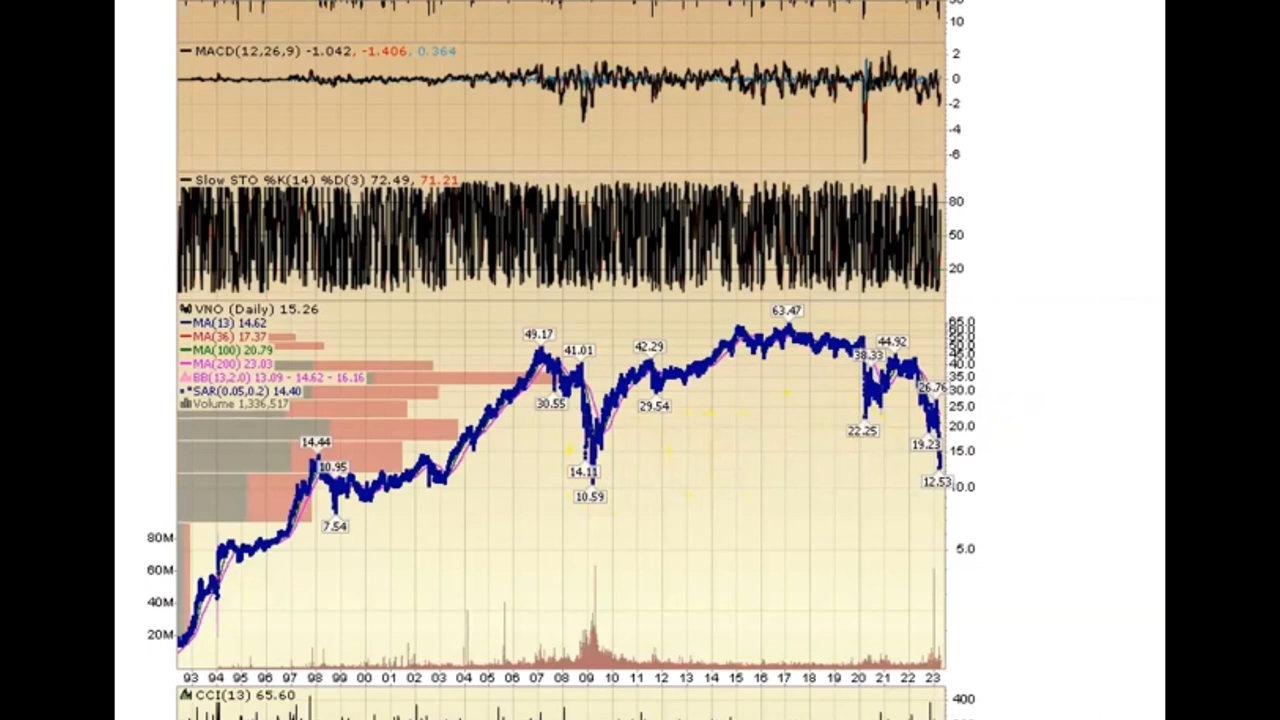 10
MACD(12,26,9) -1.042, -1.406, 0.364
2
0
-2
-4
-6
Slow STO %K(14) %D(3) 72.49, 71.21
80
50
20
VNO (Daily) 15.26
MA(13) 14.62
MA(36) 17.37
MA(100) 20.79
MA(200) 23.03
BB(13,2.0) 13.09 - 14.62 - 16.16
SAR(0.05,0.2) 14.40
Volume 1,336,517
63.47
49.17
41.01
42.29
44.92
38.33
30.55
29.54
26.76
22.25
19.23
14.44
10.95
14.11
12.53
10.59
7.54
65.0
45.0
35.0
30.0
25.0
20.0
15.0
10.0
5.0
80M
60M
40M
20M
93 94 95 96 97 98 99 00 01 02 03 04 05 06 07 08 09 10 11 12 13 14 15 16 17 18 19 20 21 22 23
CCI(13) 65.60
400